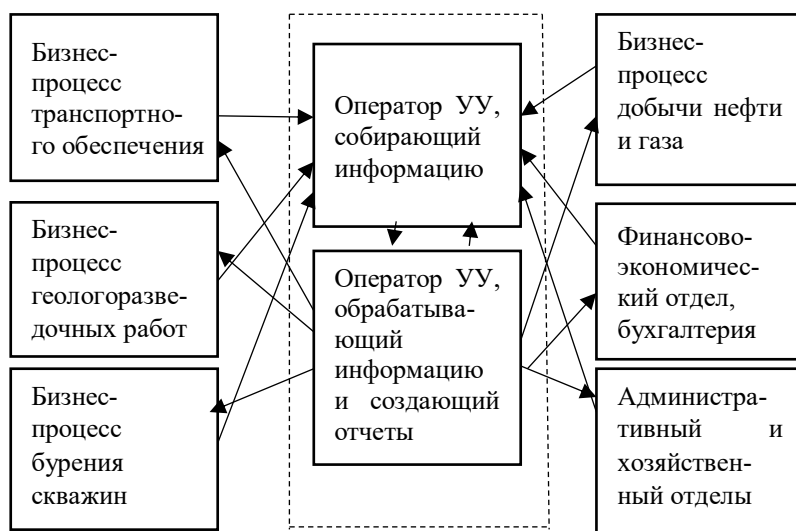 Бизнес-
процесс
транспортно-
го обеспечения
Бизнес-
процесс
геологоразве-
дочных работ
Бизнес-
процесс
бурения
скважин
Оператор УУ,
собирающий
информацию
Оператор УУ,
обрабатыва-
ющий
информацию
и создающий
отчеты
Бизнес-
процесс
добычи нефти
и газа
Финансово-
экономичес-
кий отдел,
бухгалтерия
Администра-
тивный и
хозяйствен-
ный отделы